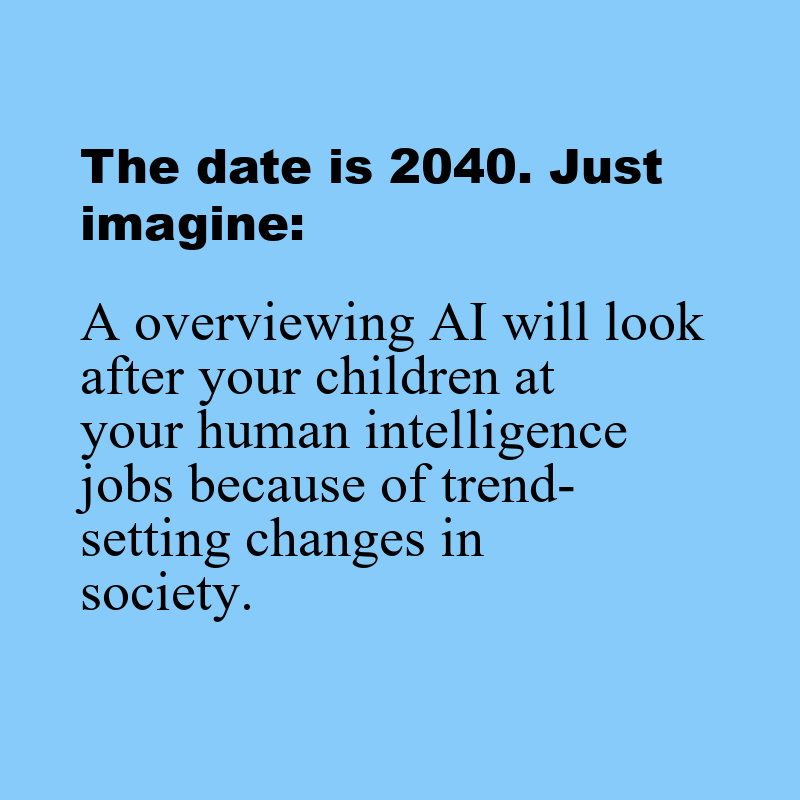 The date is 2040. Just
imagine:
A overviewing AI will look
after your children at
your human intelligence
jobs because of trend-
setting changes in
society.